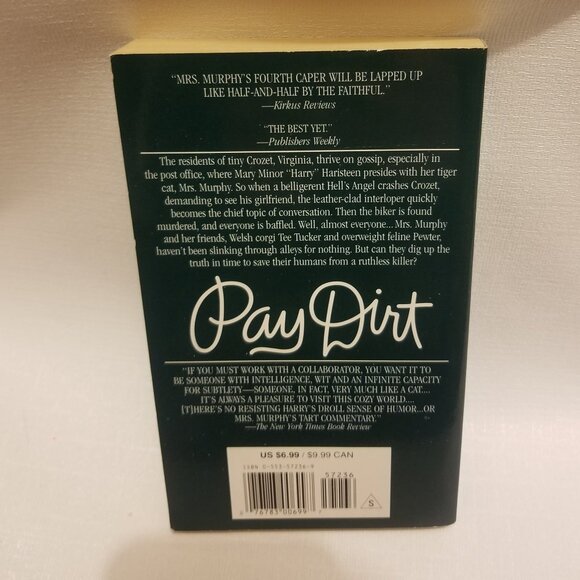 "MRS. MURPHY'S FOURTH CAPER WILL BE LAPPED UP
LIKE HALF-AND-HALF BY THE FAITHFUL."
—Kirkus Reviews
"THE BEST YET."
—Publishers Weekly
The residents of tiny Crozet, Virginia, thrive on gossip, especially in
the post office, where Mary Minor "Harry" Haristeen presides with her tiger
cat, Mrs. Murphy. So when a belligerent Hell's Angel crashes Crozet,
demanding to see his girlfriend, the leather-clad interloper quickly
becomes the chief topic of conversation. Then the biker is found
murdered, and everyone is baffled. Well, almost everyone... Mrs. Murphy
and her friends, Welsh corgi Tee Tucker and overweight feline Pewter,
haven't been slinking through alleys for nothing. But can they dig up the
truth in time to save their humans from a ruthless killer?
Pay Dirt
"IF YOU MUST WORK WITH A COLLABORATOR, YOU WANT IT TO
BE SOMEONE WITH INTELLIGENCE, WIT AND AN INFINITE CAPACITY
FOR SUBTLETY—SOMEONE, IN FACT, VERY MUCH LIKE A CAT....
IT'S ALWAYS A PLEASURE TO VISIT THIS COZY WORLD....
[T]HERE'S NO RESISTING HARRY'S DROLL SENSE OF HUMOR...OR
MRS. MURPHY'S TART COMMENTARY."
—The New York Times Book Review
US $6.99 / $9.99 CAN
ISBN 0-553-57236-9
57236
76783 00699
S